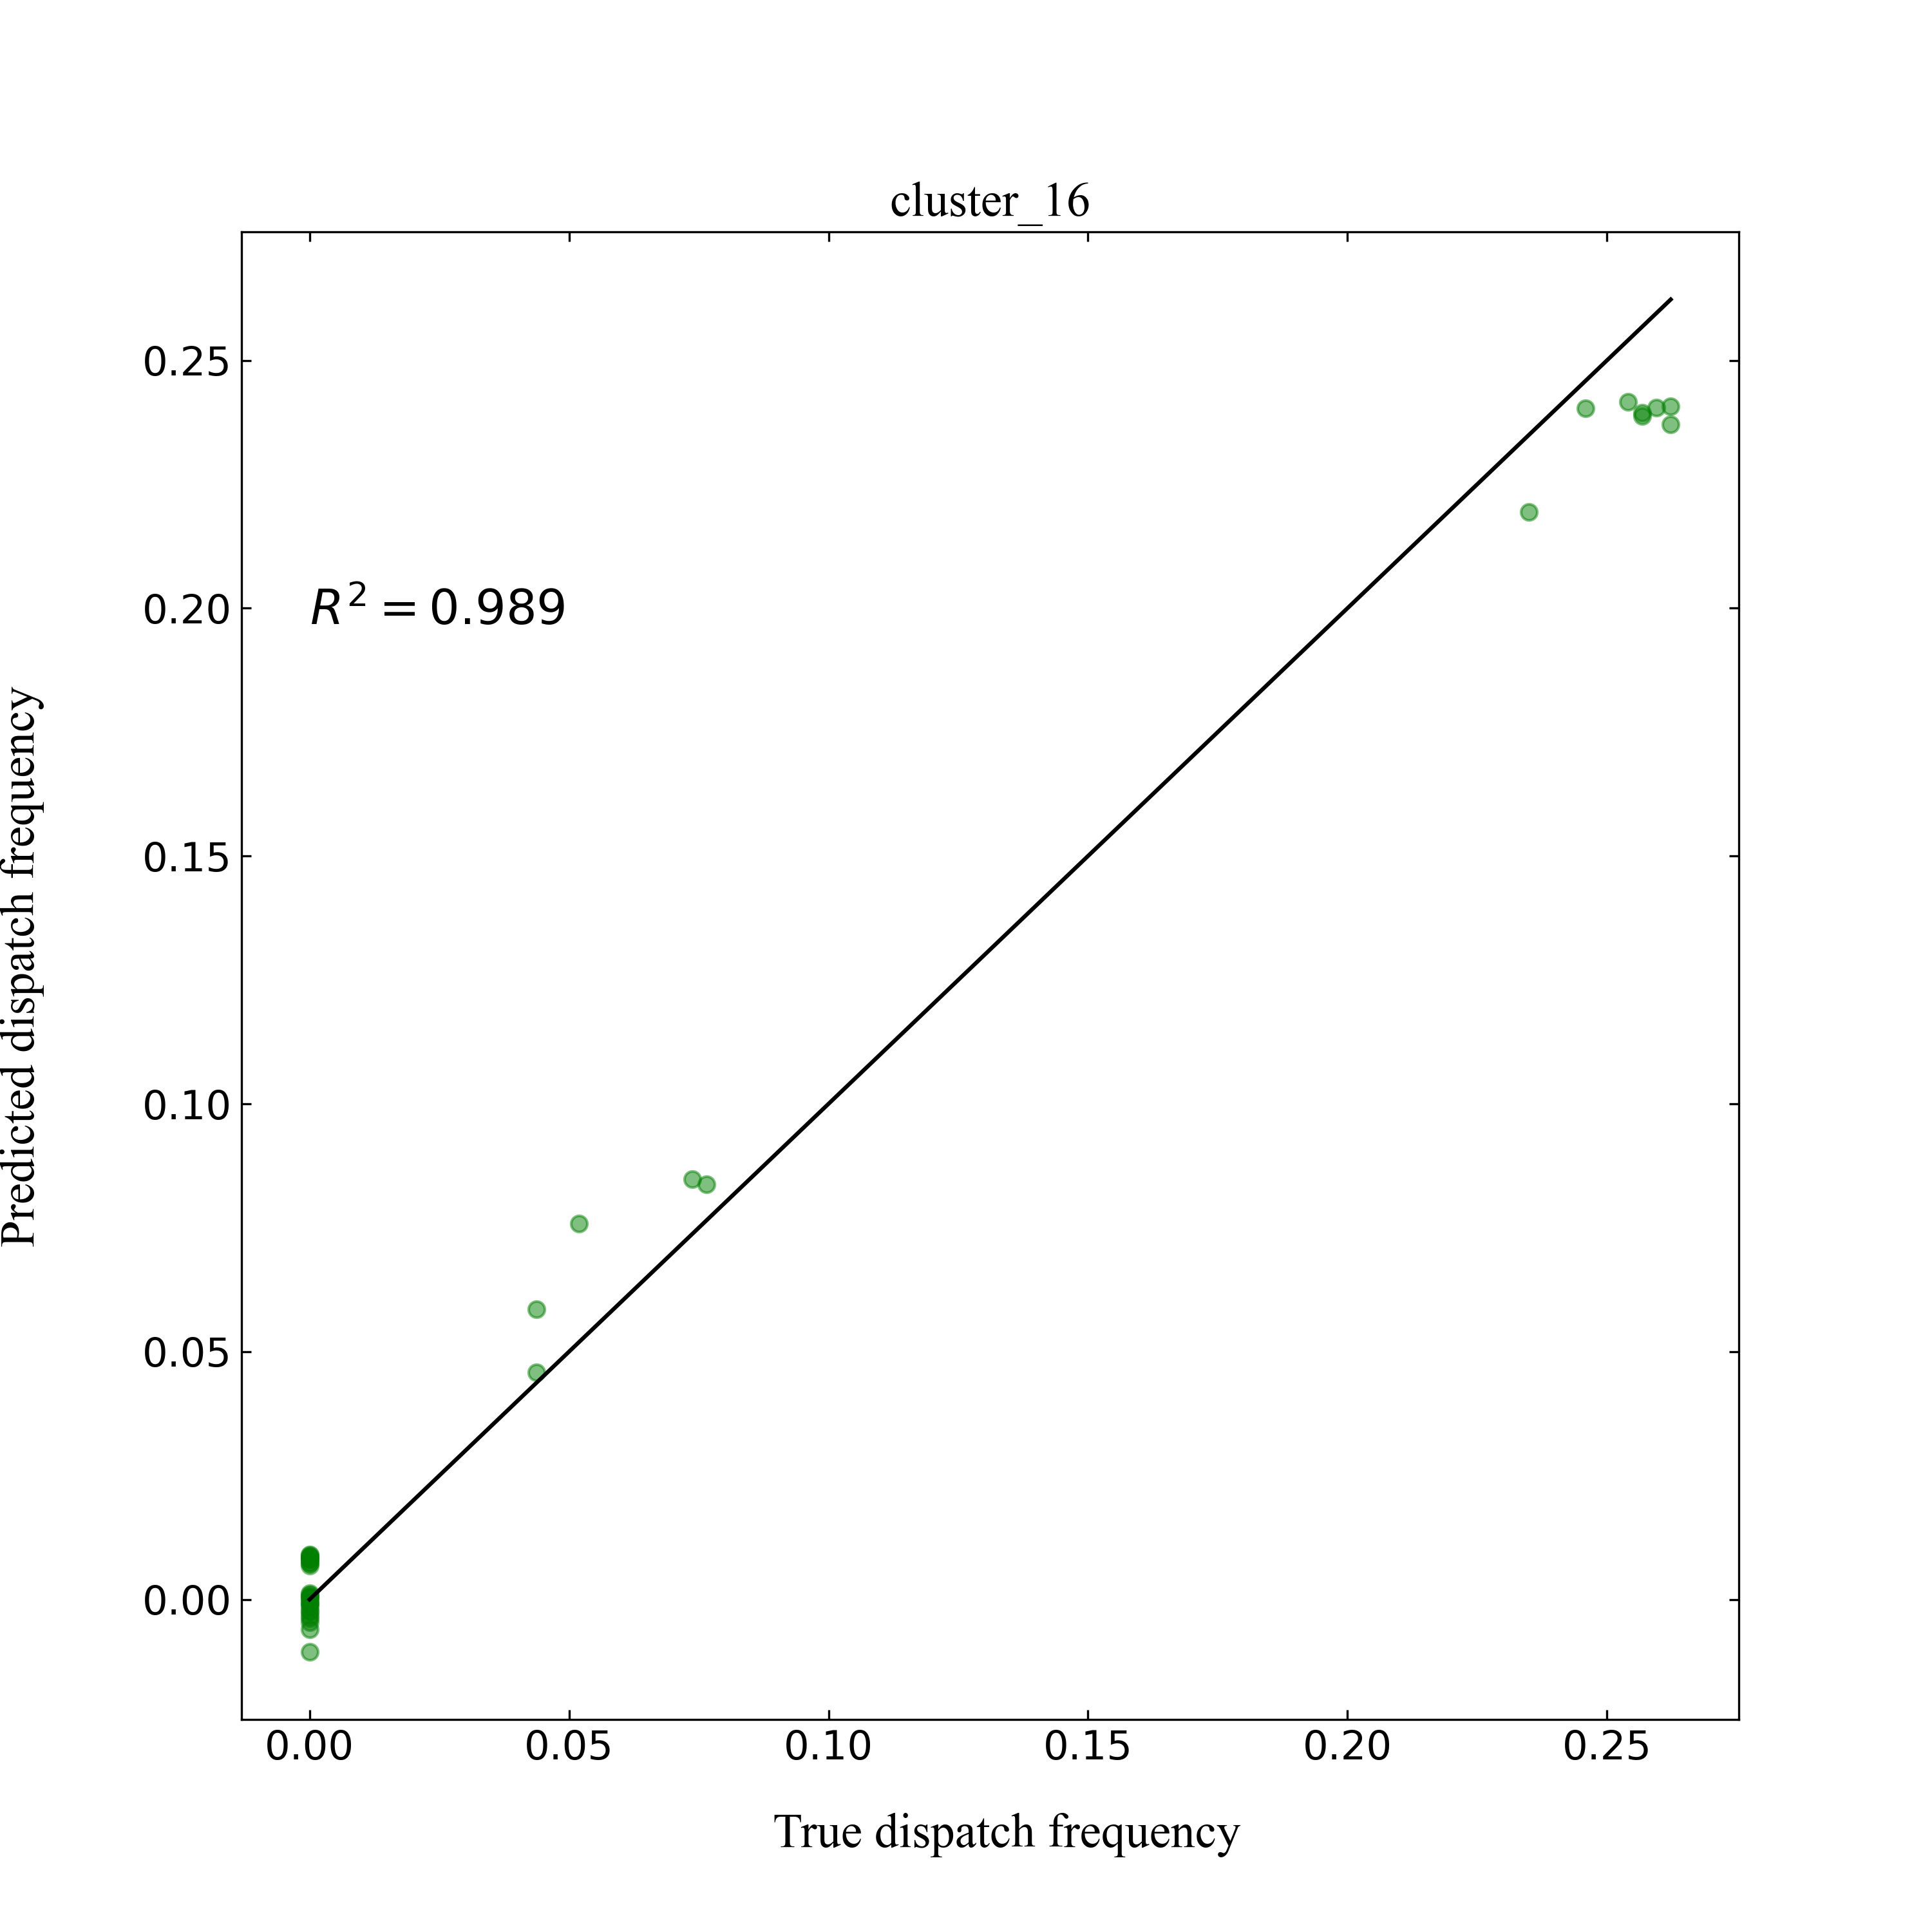 cluster_16
0.25
0.20
0.15
0.10
0.05
0.00
R² = 0.989
Predicted dispatch frequency
0.00 0.05 0.10 0.15 0.20 0.25
True dispatch frequency